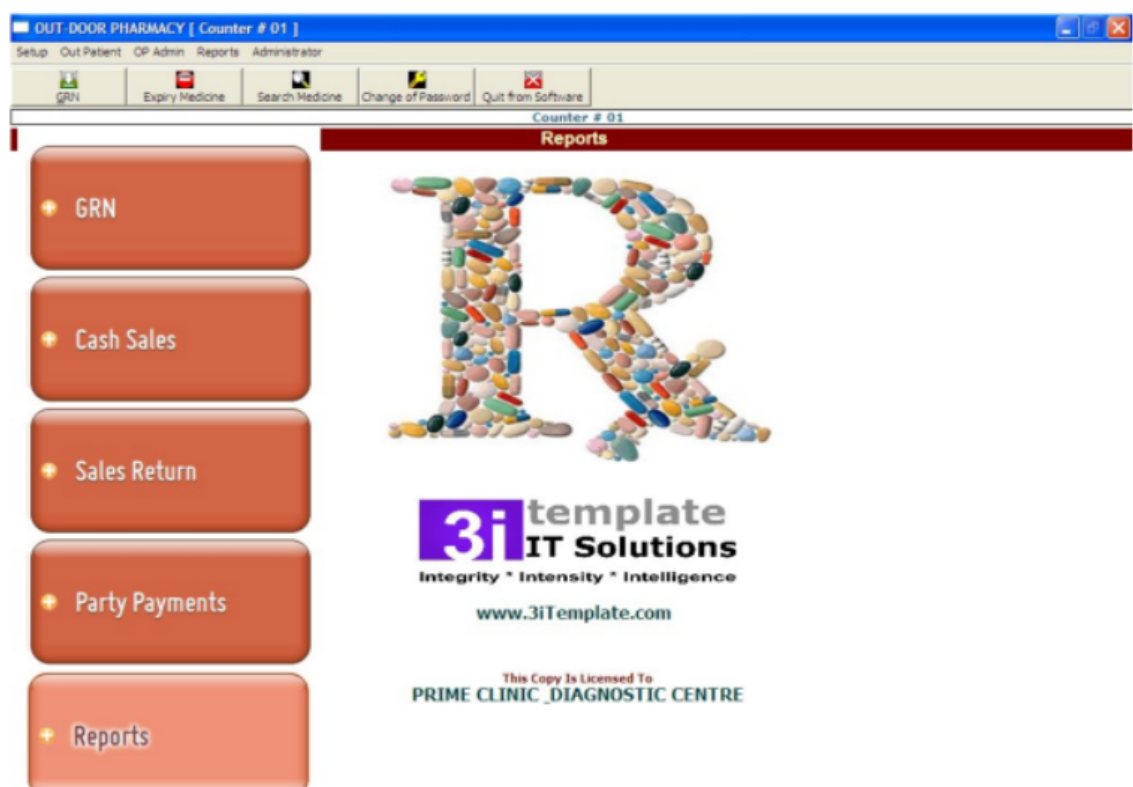 OUT-DOOR PHARMACY [ Counter # 01 ]
Setup Out Patient OP Admin Reports Administrator
GRN Expiry Medicine Search Medicine Change of Password Quit from Software
Counter # 01
Reports
GRN
Cash Sales
Sales Return
Party Payments
Reports
3i template
IT Solutions
Integrity * Intensity * Intelligence
www.3iTemplate.com
This Copy Is Licensed To
PRIME CLINIC _DIAGNOSTIC CENTRE